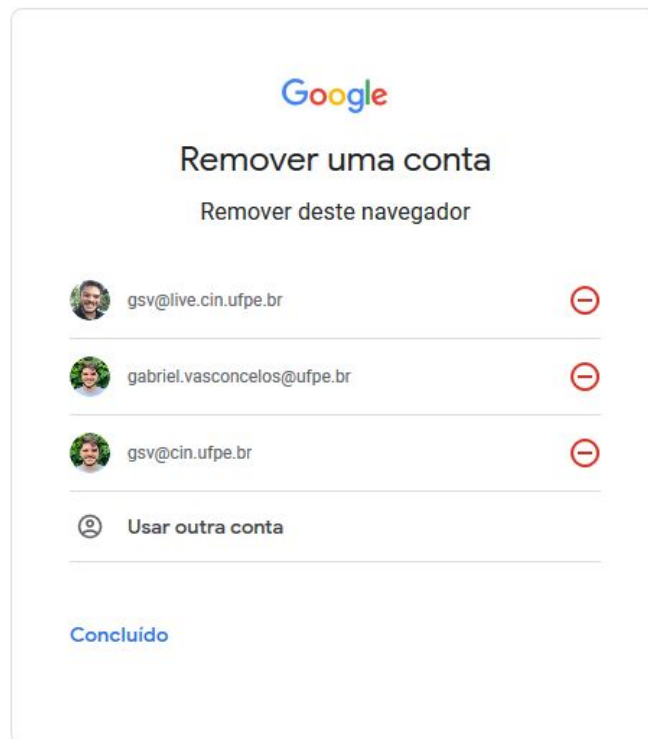 Google
Remover uma conta
Remover deste navegador
gsv@live.cin.ufpe.br
gabriel.vasconcelos@ufpe.br
gsv@cin.ufpe.br
Usar outra conta
Concluído